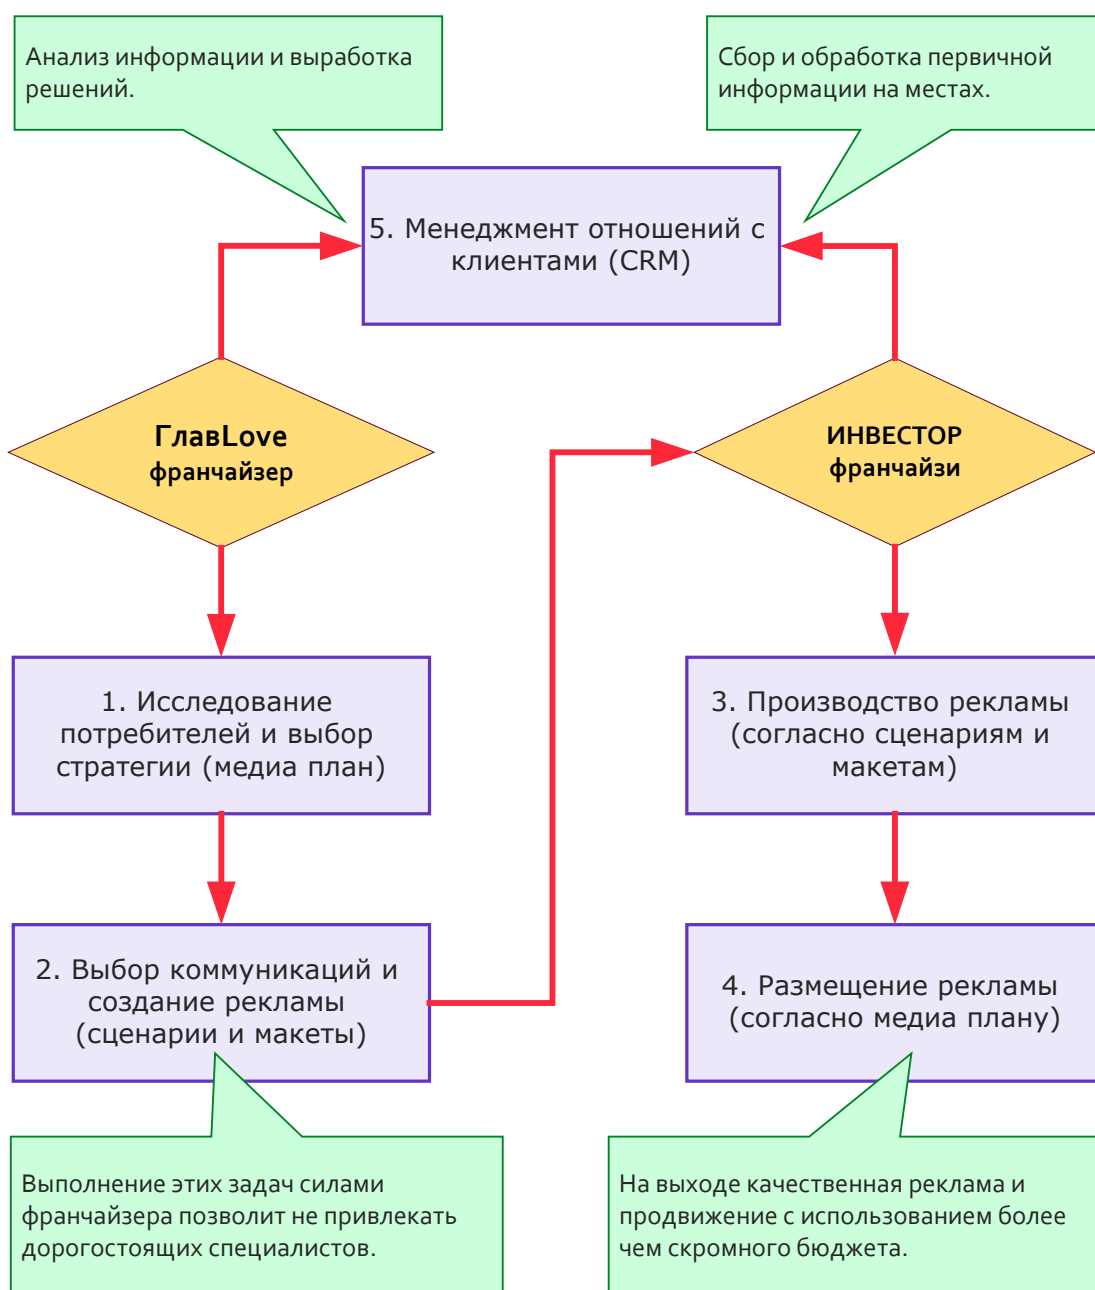 Анализ информации и выработка
решений.
Сбор и обработка первичной
информации на местах.
5. Менеджмент отношений с
клиентами (CRM)
ГлавLove
франчайзер
ИНВЕСТОР
франчайзи
1. Исследование
потребителей и выбор
стратегии (медиа план)
3. Производство рекламы
(согласно сценариям и
макетам)
2. Выбор коммуникаций и
создание рекламы
(сценарии и макеты)
4. Размещение рекламы
(согласно медиа плану)
Выполнение этих задач силами
франчайзера позволит не привлекать
дорогостоящих специалистов.
На выходе качественная реклама и
продвижение с использованием более
чем скромного бюджета.